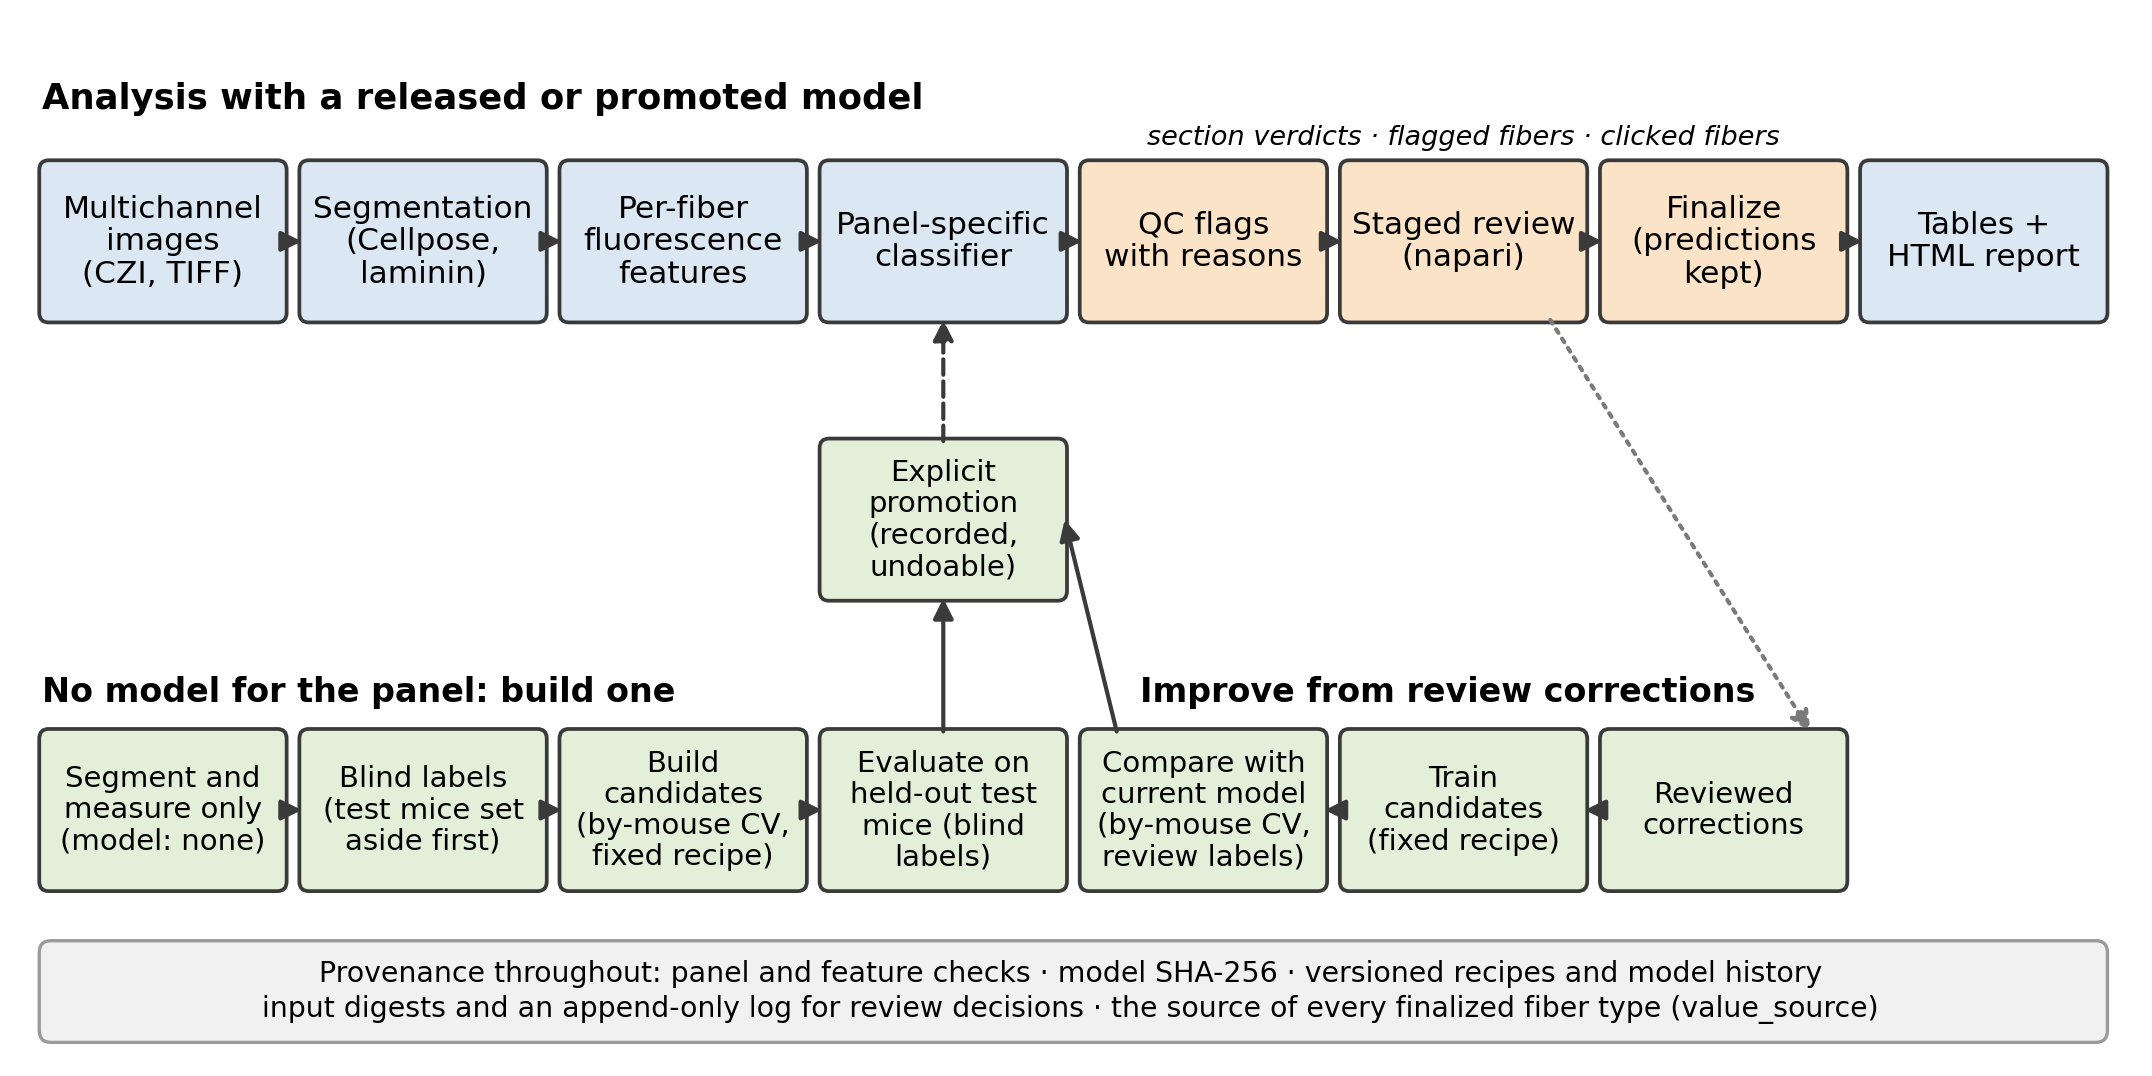 Analysis with a released or promoted model
section verdicts · flagged fibers · clicked fibers
Multichannel
images
(CZI, TIFF)
Segmentation
(Cellpose,
laminin)
Per-fiber
fluorescence
features
Panel-specific
classifier
QC flags
with reasons
Staged review
(napari)
Finalize
(predictions
kept)
Tables +
HTML report
Explicit
promotion
(recorded,
undoable)
No model for the panel: build one
Improve from review corrections
Segment and
measure only
(model: none)
Blind labels
(test mice set
aside first)
Build
candidates
(by-mouse CV,
fixed recipe)
Evaluate on
held-out test
mice (blind
labels)
Compare with
current model
(by-mouse CV,
review labels)
Train
candidates
(fixed recipe)
Reviewed
corrections
Provenance throughout: panel and feature checks · model SHA-256 · versioned recipes and model history
input digests and an append-only log for review decisions · the source of every finalized fiber type (value_source)